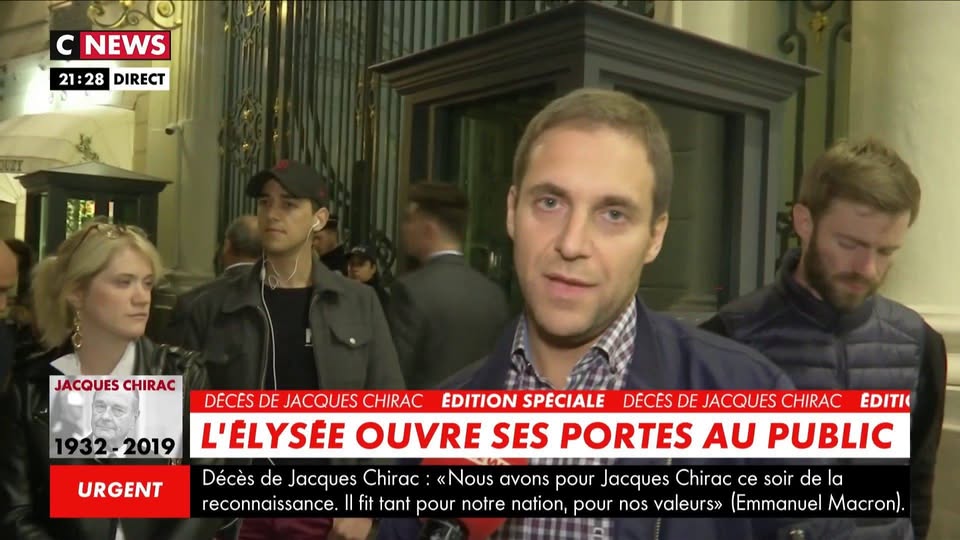 C NEWS
21:28 DIRECT
DÉCÈS DE JACQUES CHIRAC ÉDITION SPÉCIALE DÉCÈS DE JACQUES CHIRAC ÉDITIO
JACQUES CHIRAC
1932 - 2019
L'ÉLYSÉE OUVRE SES PORTES AU PUBLIC
URGENT
Décès de Jacques Chirac : «Nous avons pour Jacques Chirac ce soir de la
reconnaissance. Il fit tant pour notre nation, pour nos valeurs» (Emmanuel Macron).